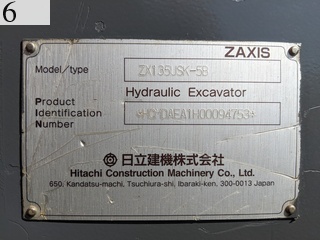 6
ZAXIS
Model/type ZX135USK-5B
Hydraulic Excavator
Product
Identification *HCHDAEA1H00094753*
Number
日立建機株式会社
Hitachi Construction Machinery Co., Ltd.
650, Kandatsu-machi, Tsuchiura-shi, Ibaraki-ken, 300-0013 Japan